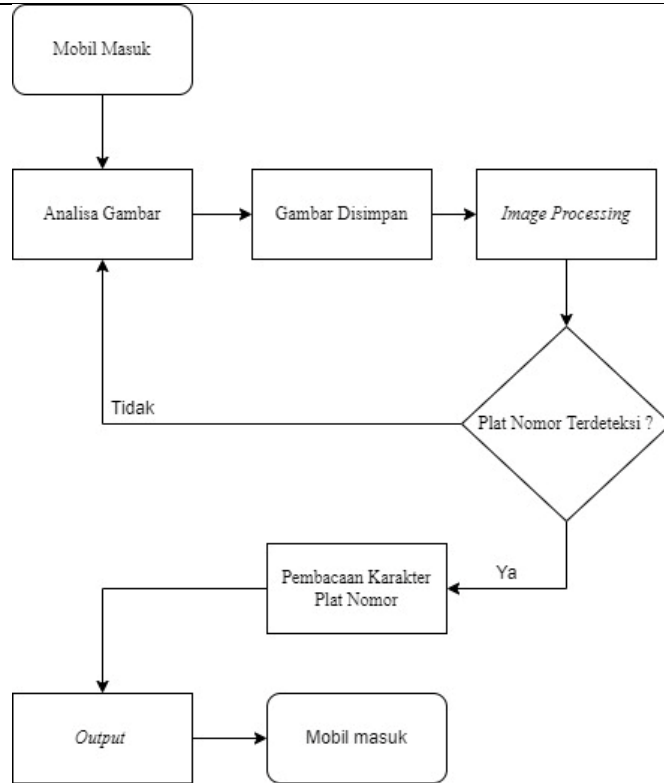 Mobil Masuk
Analisa Gambar
Gambar Disimpan
Image Processing
Plat Nomor Terdeteksi ?
Tidak
Ya
Pembacaan Karakter
Plat Nomor
Output
Mobil masuk